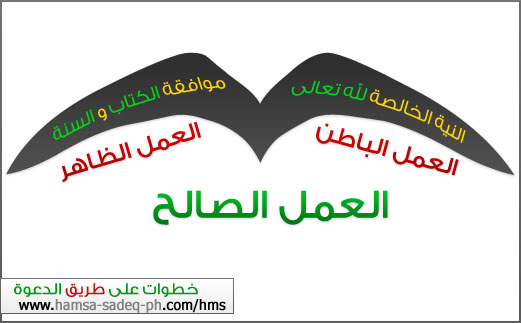 النية الخالصة لله تعالى
موافقة الكتاب و السنة
العمل الباطن
العمل الظاهر
العمل الصالح
خطوات على طريق الدعوة
www.hamsa-sadeq-ph.com/hms